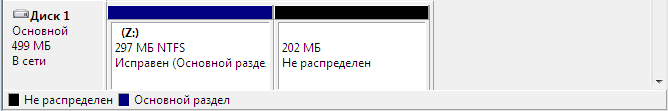 Диск 1
Основной
499 МБ
В сети
(Z:)
297 МБ NTFS
Исправен (Основной разде
202 МБ
Не распределен
Не распределен Основной раздел